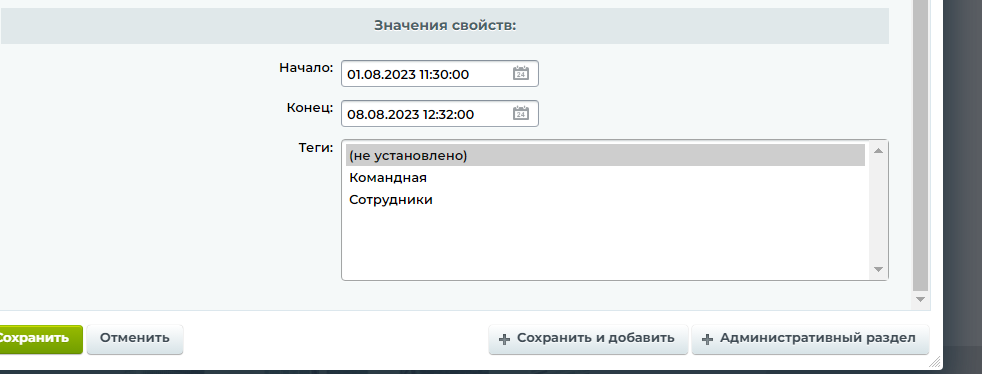 Значения свойств:
Начало: 01.08.2023 11:30:00
Конец: 08.08.2023 12:32:00
Теги: (не установлено)
Командная
Сотрудники
Сохранить Отменить Сохранить и добавить Административный раздел